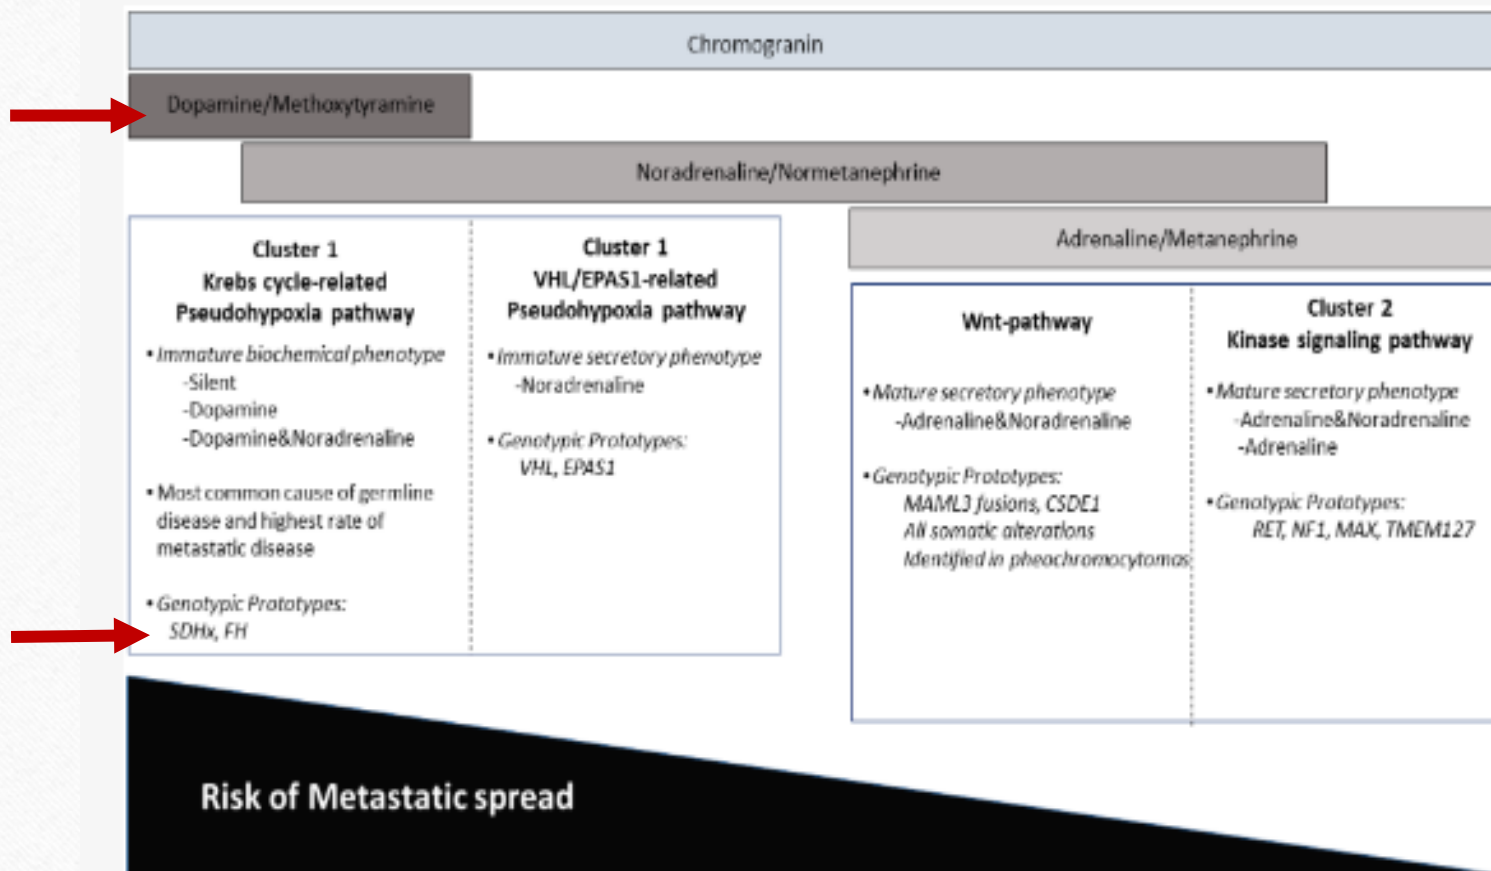 Chromogranin
Dopamine/Methoxytyramine
Noradrenaline/Normetanephrine
Adrenaline/Metanephrine
Cluster 1
Krebs cycle-related
Pseudohypoxia pathway
• Immature biochemical phenotype
-Silent
-Dopamine
-Dopamine&Noradrenaline
• Most common cause of germline
disease and highest rate of
metastatic disease
• Genotypic Prototypes:
SDHx, FH
Cluster 1
VHL/EPAS1-related
Pseudohypoxia pathway
• Immature secretory phenotype
-Noradrenaline
• Genotypic Prototypes:
VHL, EPAS1
Wnt-pathway
• Mature secretory phenotype
-Adrenaline&Noradrenaline
• Genotypic Prototypes:
MAML3 fusions, CSDE1
All somatic alterations
Identified in pheochromocytomas
Cluster 2
Kinase signaling pathway
• Mature secretory phenotype
-Adrenaline&Noradrenaline
-Adrenaline
• Genotypic Prototypes:
RET, NF1, MAX, TMEM127
Risk of Metastatic spread